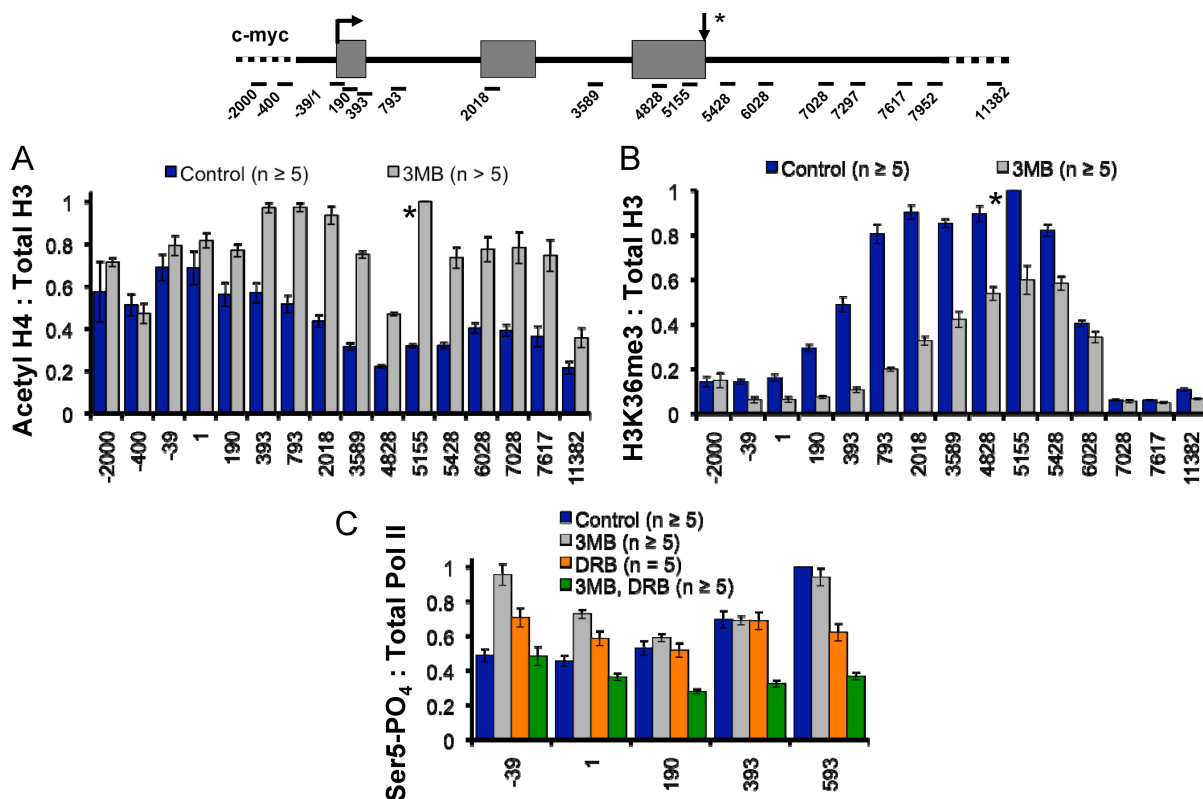 c-myc
*
-2000 -400 -39/1 190 393 793 2018 3589 4828 5155 5428 6028 7028 7297 7617 7952 11382
A
Control (n ≥ 5) 3MB (n > 5)
Acetyl H4 : Total H3
1
0.8
0.6
0.4
0.2
0
*
-2000 -400 -39 1 190 393 793 2018 3589 4828 5155 5428 6028 7028 7617 11382
B
Control (n ≥ 5) 3MB (n ≥ 5)
H3K36me3 : Total H3
1
0.8
0.6
0.4
0.2
0
*
-2000 -39 1 190 393 793 2018 3589 4828 5155 5428 6028 7028 7617 11382
C
Control (n ≥ 5)
3MB (n ≥ 5)
DRB (n = 5)
3MB, DRB (n ≥ 5)
Ser5-PO4 : Total Pol II
1
0.8
0.6
0.4
0.2
0
-39 1 190 393 593